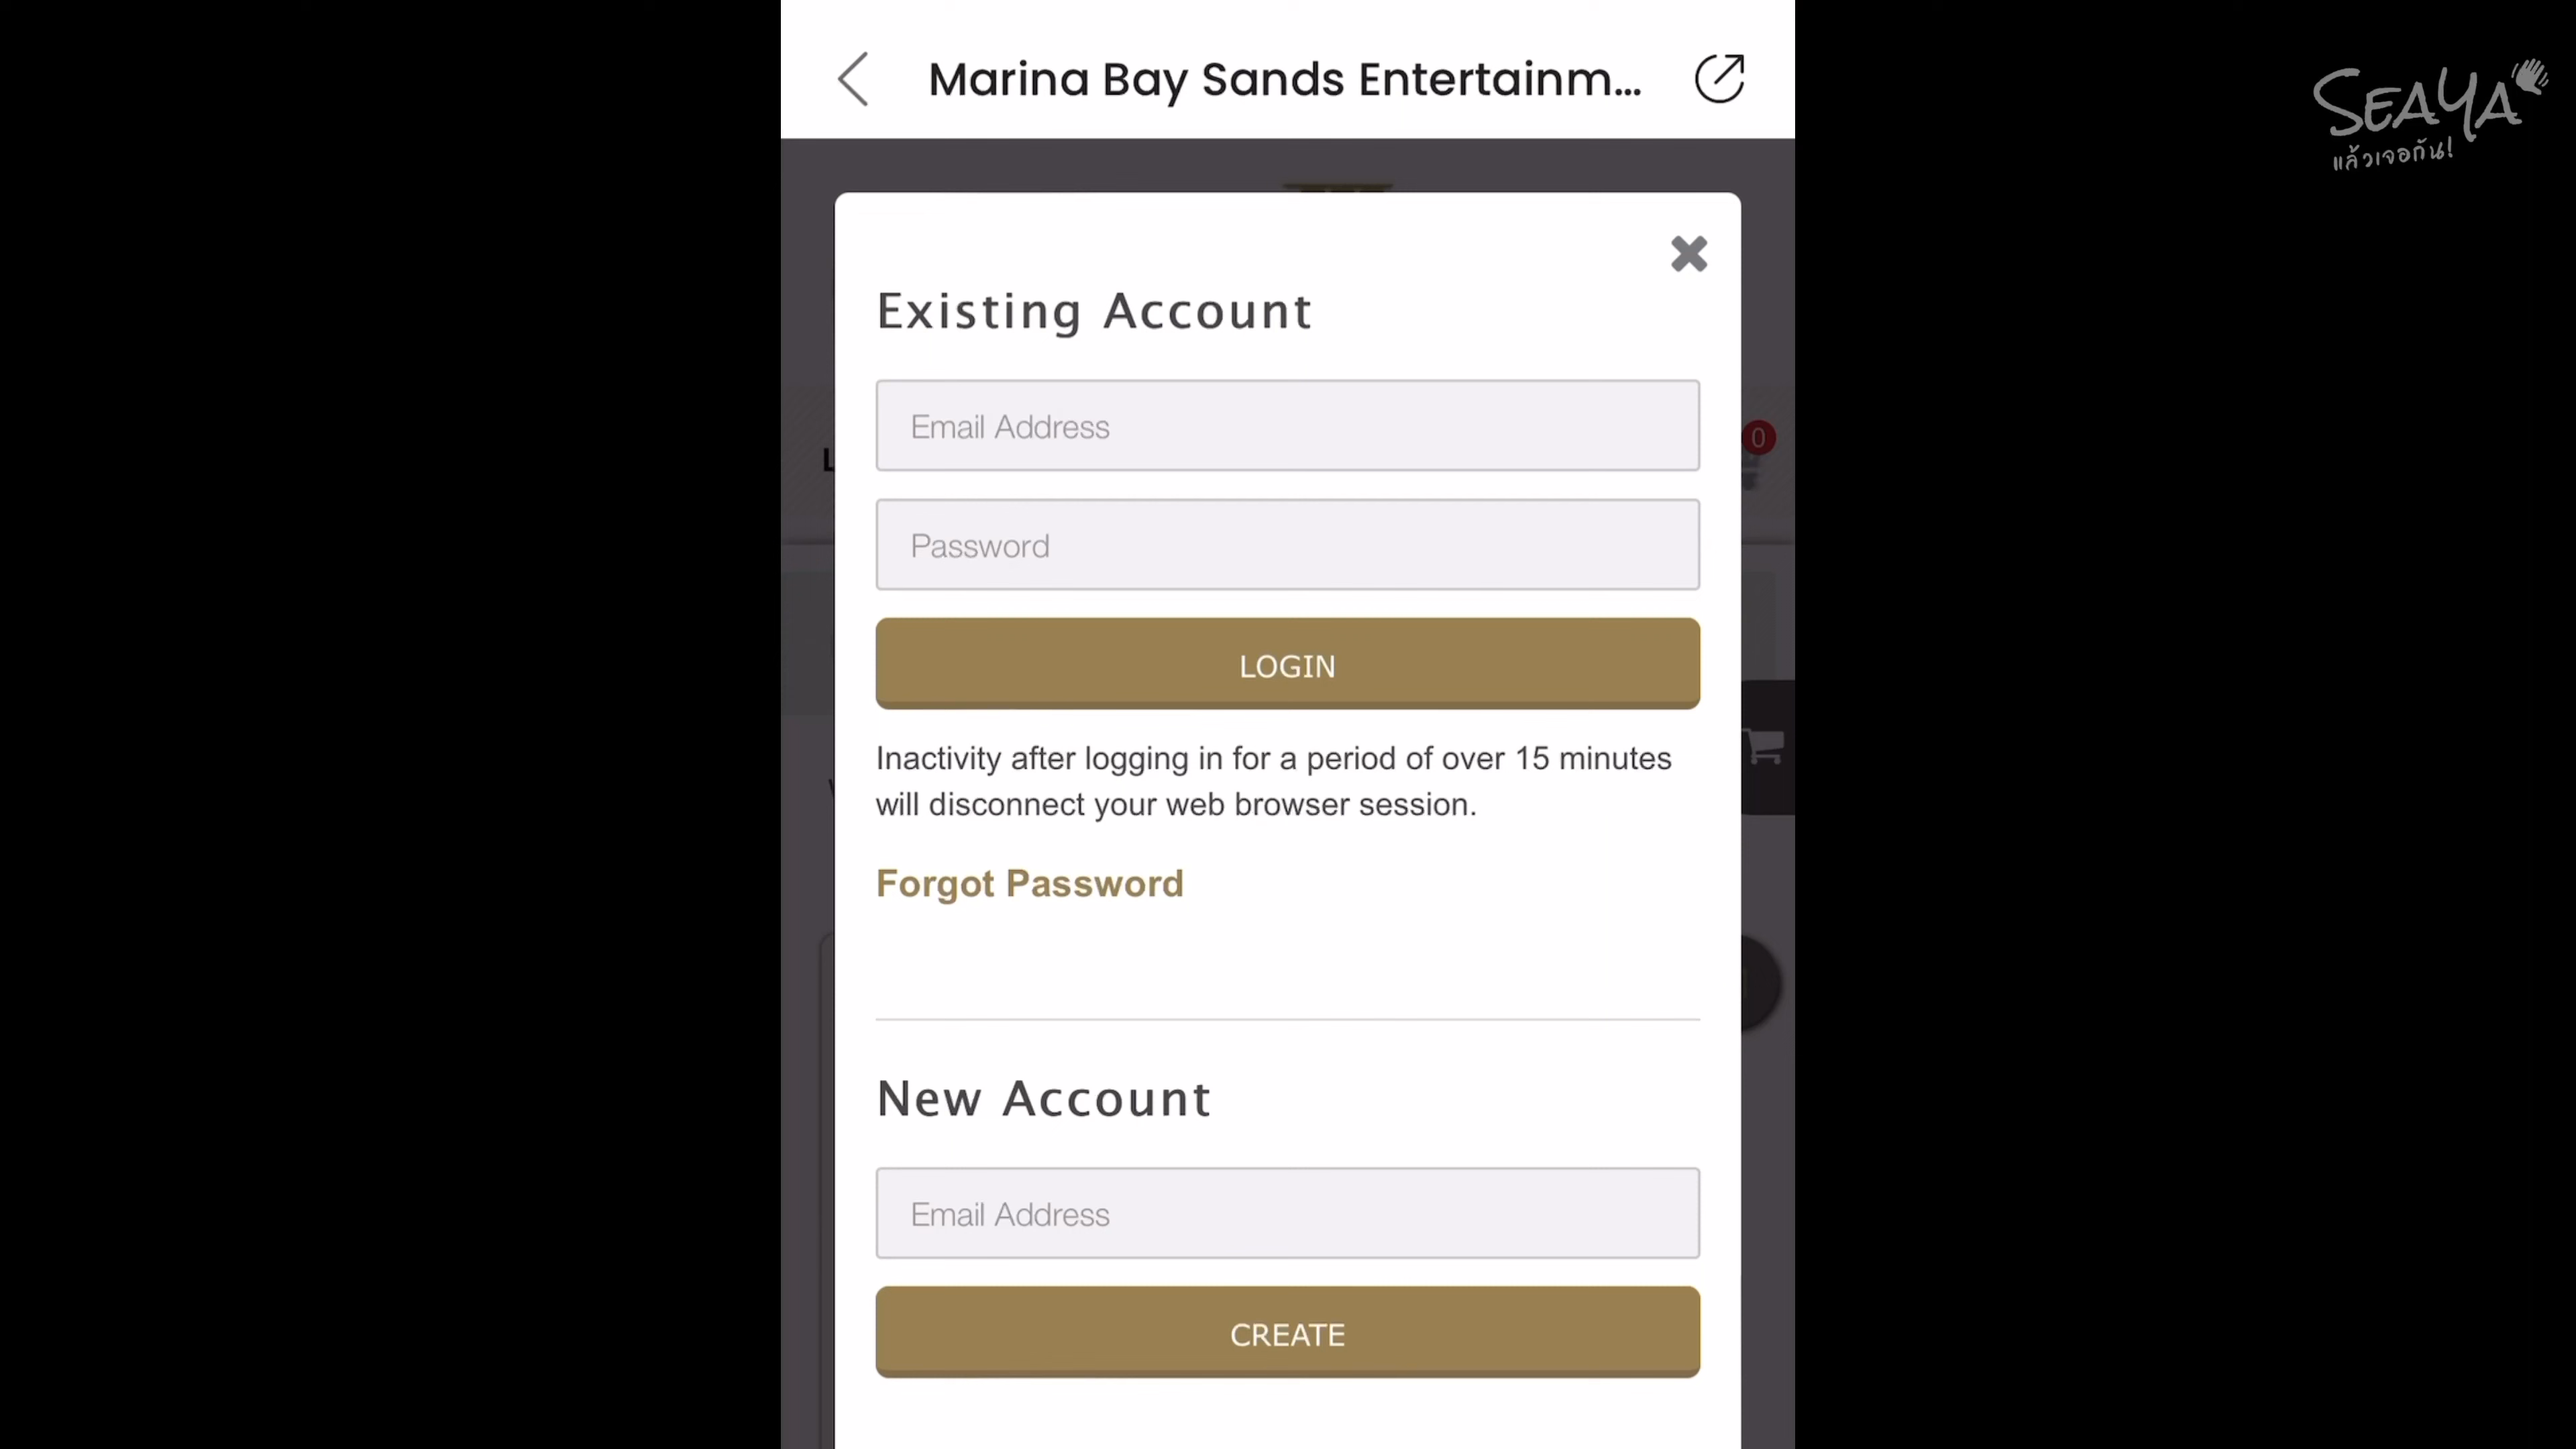 Marina Bay Sands Entertainm...
SEAYA
แล้วเจอกัน!
Existing Account
Email Address
0
Password
LOGIN
Inactivity after logging in for a period of over 15 minutes
will disconnect your web browser session.
Forgot Password
New Account
Email Address
CREATE